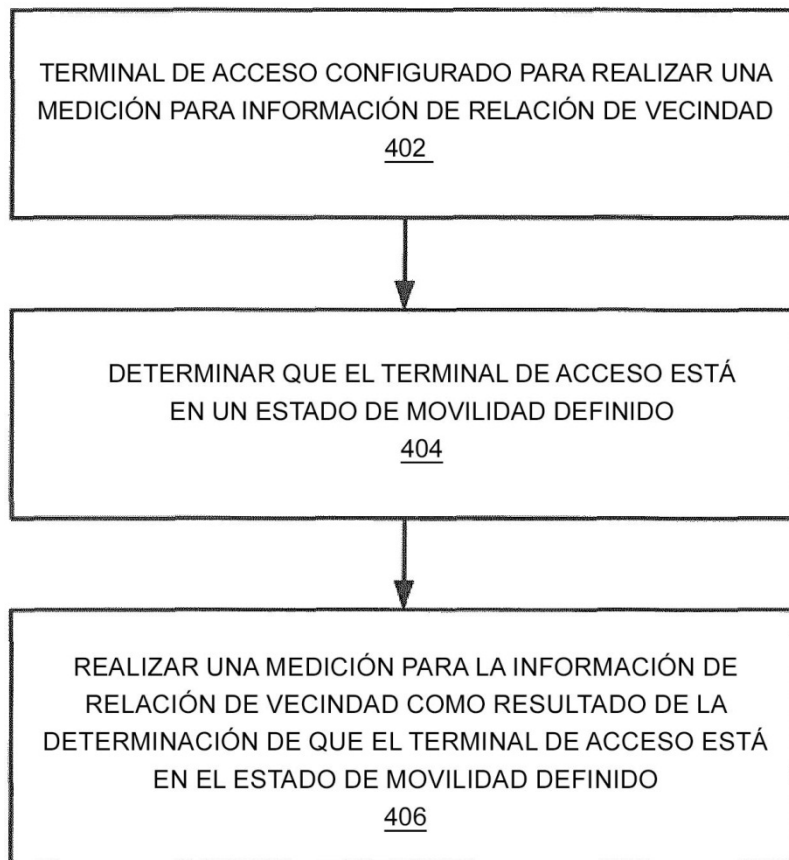 TERMINAL DE ACCESO CONFIGURADO PARA REALIZAR UNA
MEDICIÓN PARA INFORMACIÓN DE RELACIÓN DE VECINDAD
402
DETERMINAR QUE EL TERMINAL DE ACCESO ESTÁ
EN UN ESTADO DE MOVILIDAD DEFINIDO
404
REALIZAR UNA MEDICIÓN PARA LA INFORMACIÓN DE
RELACIÓN DE VECINDAD COMO RESULTADO DE LA
DETERMINACIÓN DE QUE EL TERMINAL DE ACCESO ESTÁ
EN EL ESTADO DE MOVILIDAD DEFINIDO
406